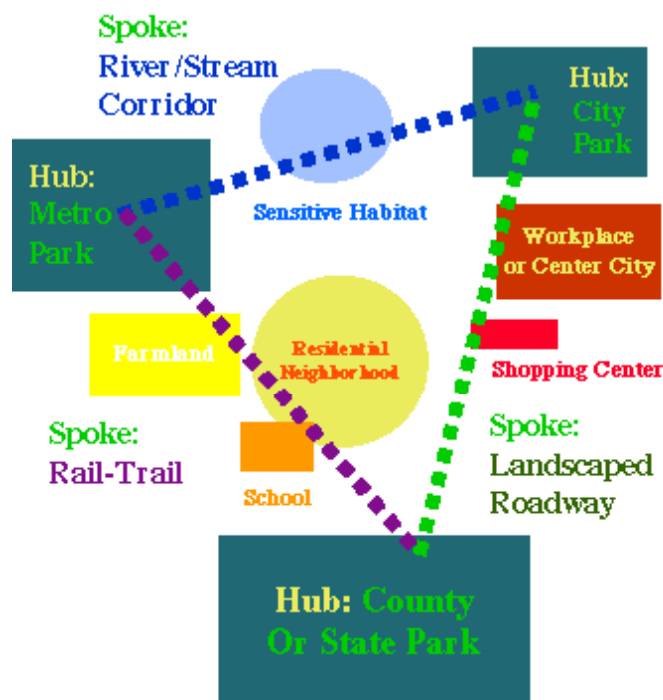 Spoke:
River/Stream
Corridor
Hub:
City
Park
Hub:
Metro
Park
Sensitive Habitat
Workplace
or Center City
Farmland
Residential
Neighborhood
Shopping Center
Spoke:
Rail-Trail
School
Spoke:
Landscaped
Roadway
Hub: County
Or State Park